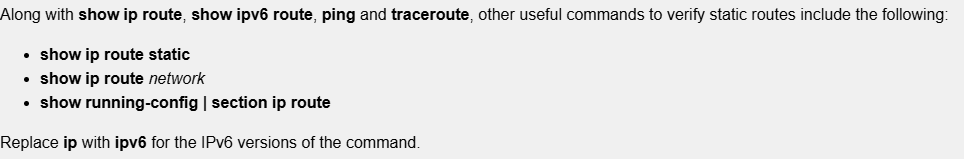 Along with show ip route, show ipv6 route, ping and traceroute, other useful commands to verify static routes include the following:
• show ip route static
• show ip route network
• show running-config | section ip route
Replace ip with ipv6 for the IPv6 versions of the command.